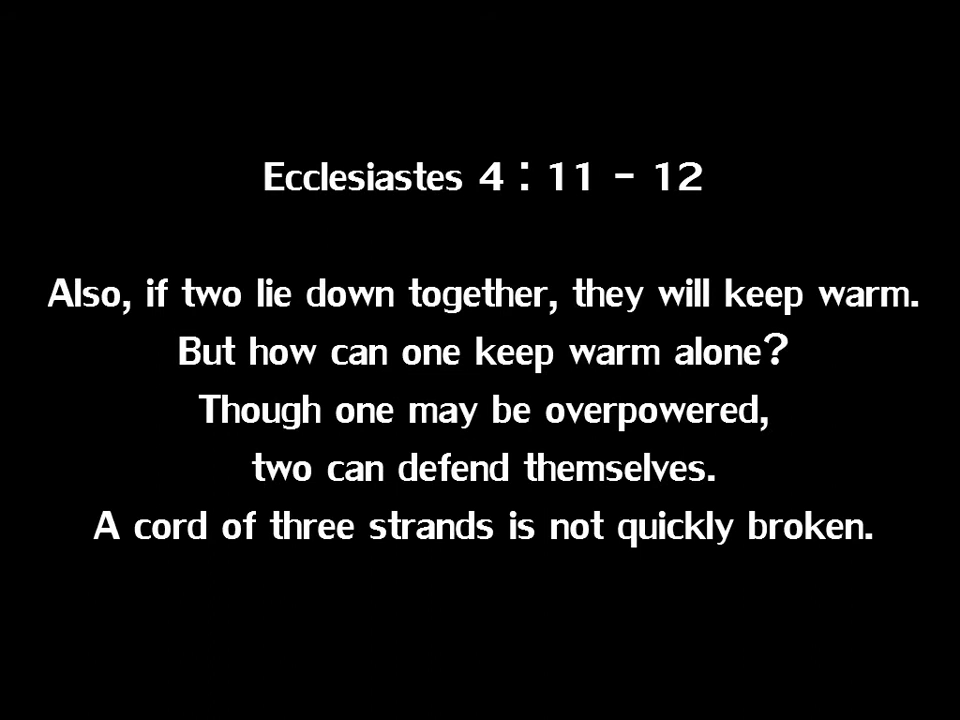 Ecclesiastes 4 : 11 - 12
Also, if two lie down together, they will keep warm.
But how can one keep warm alone?
Though one may be overpowered,
two can defend themselves.
A cord of three strands is not quickly broken.